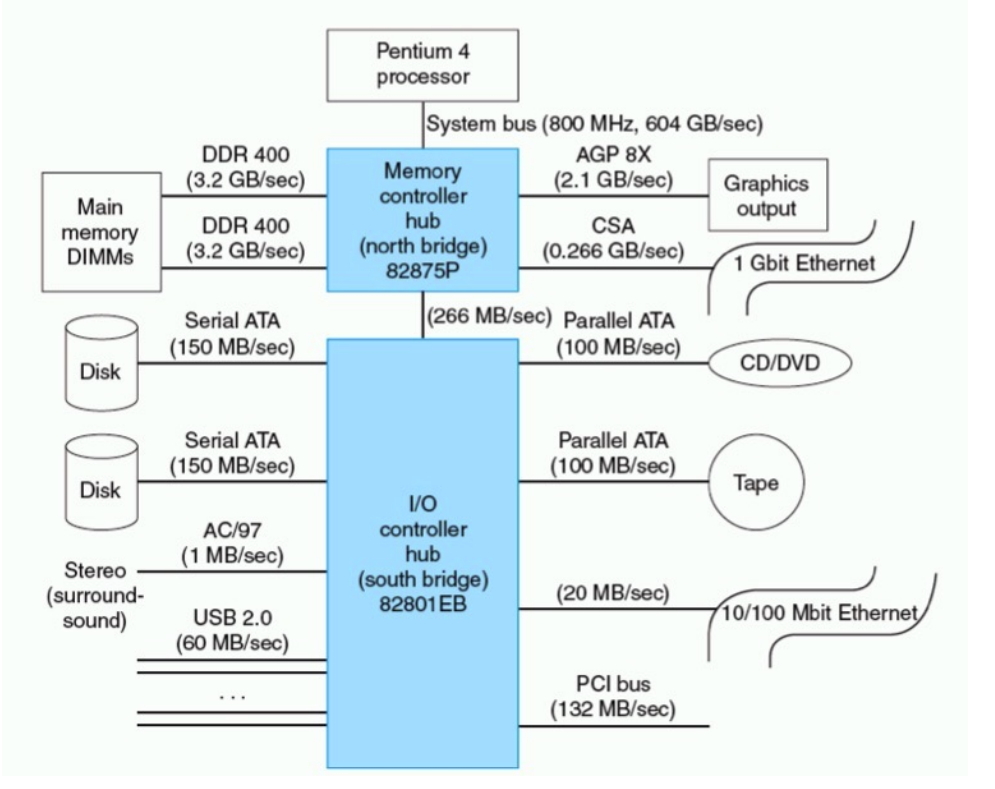 Pentium 4
processor
System bus (800 MHz, 604 GB/sec)
DDR 400
(3.2 GB/sec)
Memory
controller
hub
(north bridge)
82875P
AGP 8X
(2.1 GB/sec)
Graphics
output
Main
memory
DIMMs
DDR 400
(3.2 GB/sec)
CSA
(0.266 GB/sec)
1 Gbit Ethernet
(266 MB/sec)
Serial ATA
(150 MB/sec)
Disk
Parallel ATA
(100 MB/sec)
CD/DVD
Serial ATA
(150 MB/sec)
Disk
Parallel ATA
(100 MB/sec)
Tape
I/O
controller
hub
(south bridge)
82801EB
AC/97
(1 MB/sec)
Stereo
(surround-
sound)
USB 2.0
(60 MB/sec)
. . .
(20 MB/sec)
10/100 Mbit Ethernet
PCI bus
(132 MB/sec)